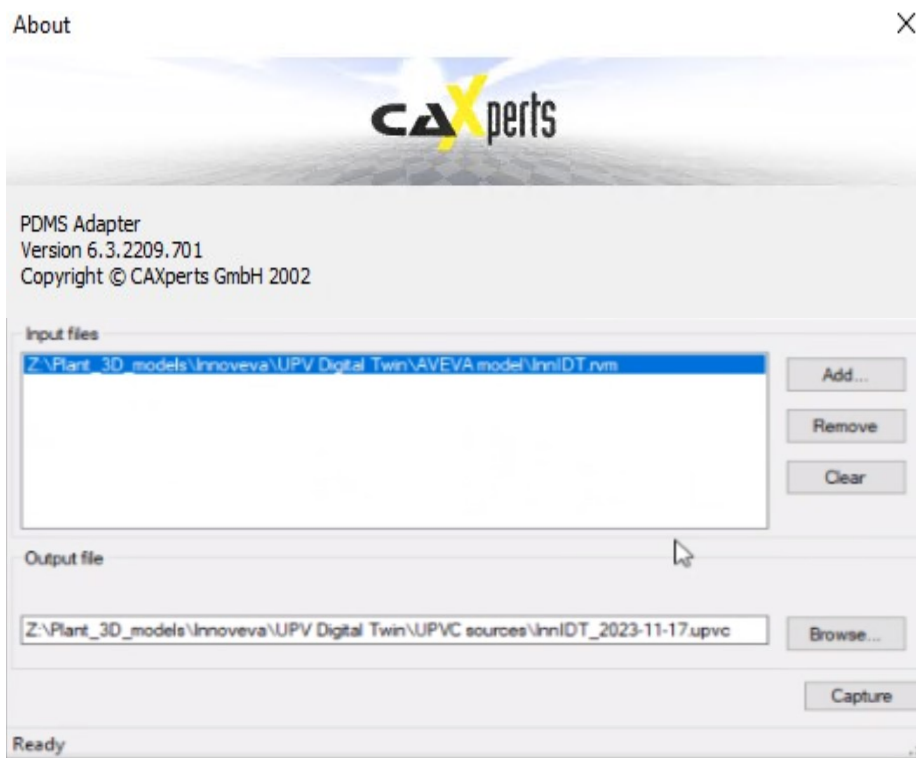 About
CAXperts
PDMS Adapter
Version 6.3.2209.701
Copyright © CAXperts GmbH 2002
Input files
Z:\Plant_3D_models\Innoveva\UPV Digital Twin\AVEVA model\InnIDT.rvm
Add...
Remove
Clear
Output file
Z:\Plant_3D_models\Innoveva\UPV Digital Twin\UPVC sources\InnIDT_2023-11-17.upvc
Browse...
Capture
Ready